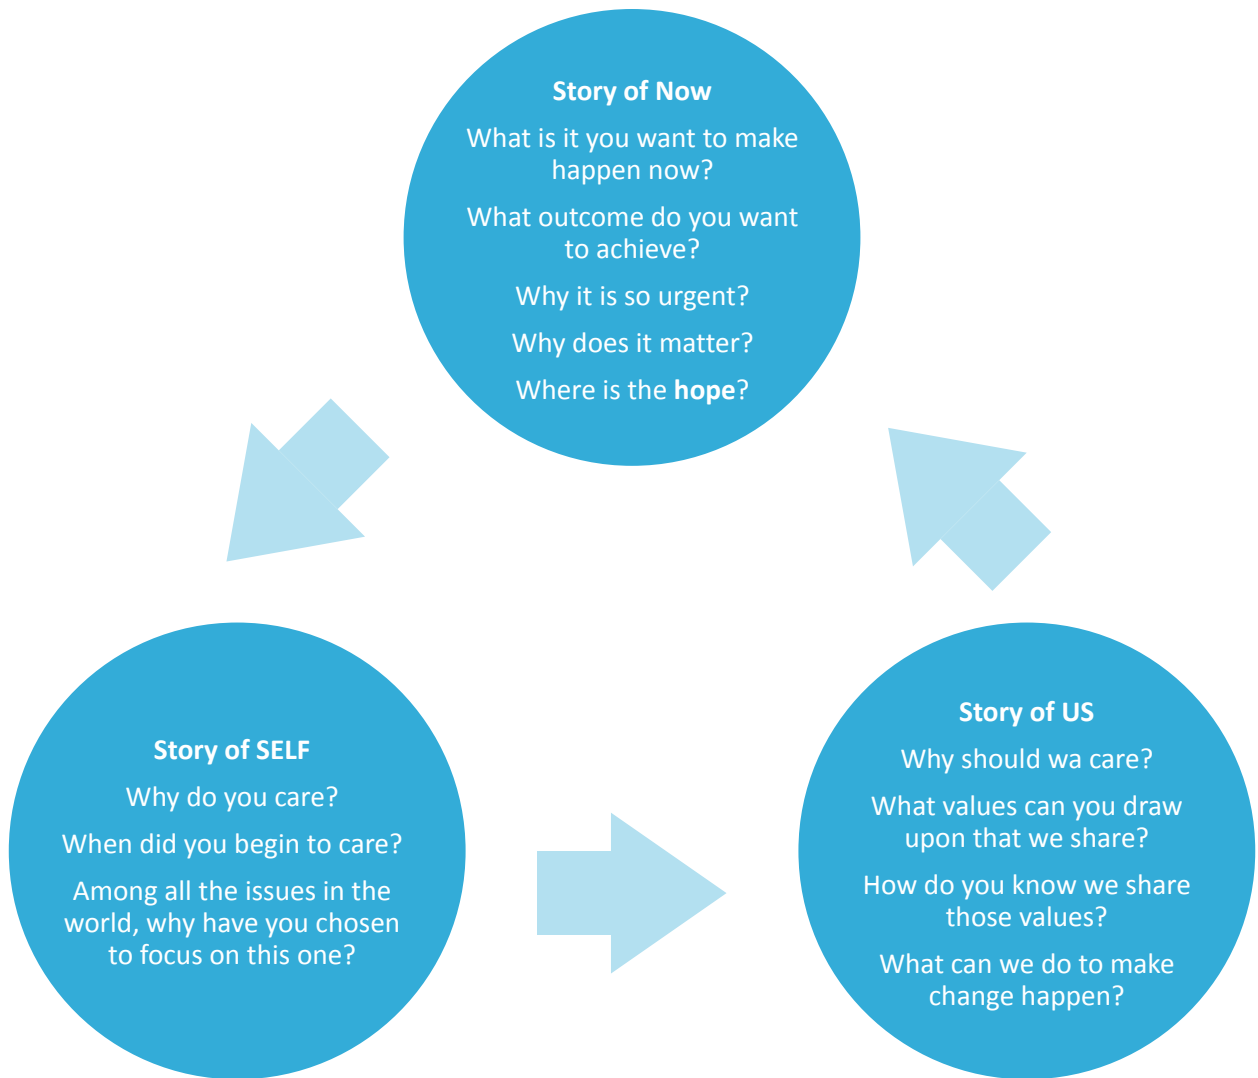 Story of Now
What is it you want to make
happen now?
What outcome do you want
to achieve?
Why it is so urgent?
Why does it matter?
Where is the hope?
Story of SELF
Why do you care?
When did you begin to care?
Among all the issues in the
world, why have you chosen
to focus on this one?
Story of US
Why should wa care?
What values can you draw
upon that we share?
How do you know we share
those values?
What can we do to make
change happen?